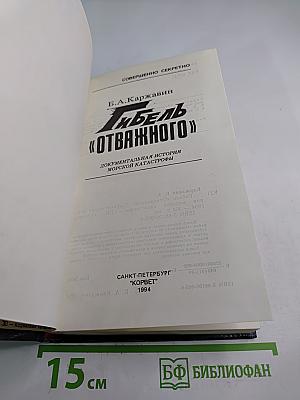 СОВЕРШЕННО СЕКРЕТНО
Б.А.Каржавин
ГИБЕЛЬ
«ОТВАЖНОГО»
ДОКУМЕНТАЛЬНАЯ ИСТОРИЯ
МОРСКОЙ КАТАСТРОФЫ
САНКТ-ПЕТЕРБУРГ
"КОРВЕТ"
1994
15 см
БФ БИБЛИОФАН